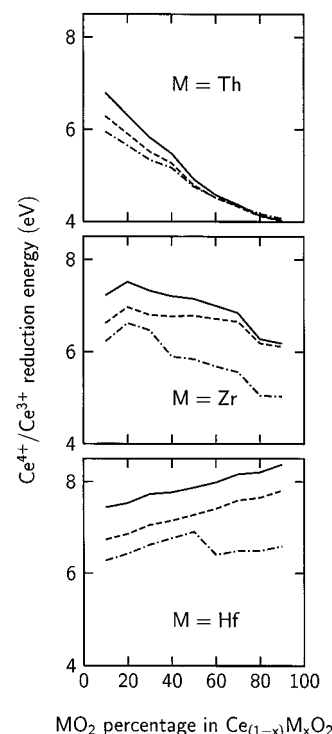 8
M = Th
6
4
8
6
M = Zr
4
8
6
M = Hf
4
0 20 40 60 80 100
Ce⁴⁺/Ce³⁺ reduction energy (eV)
MO₂ percentage in Ce₍₁₋ₓ₎MₓO₂